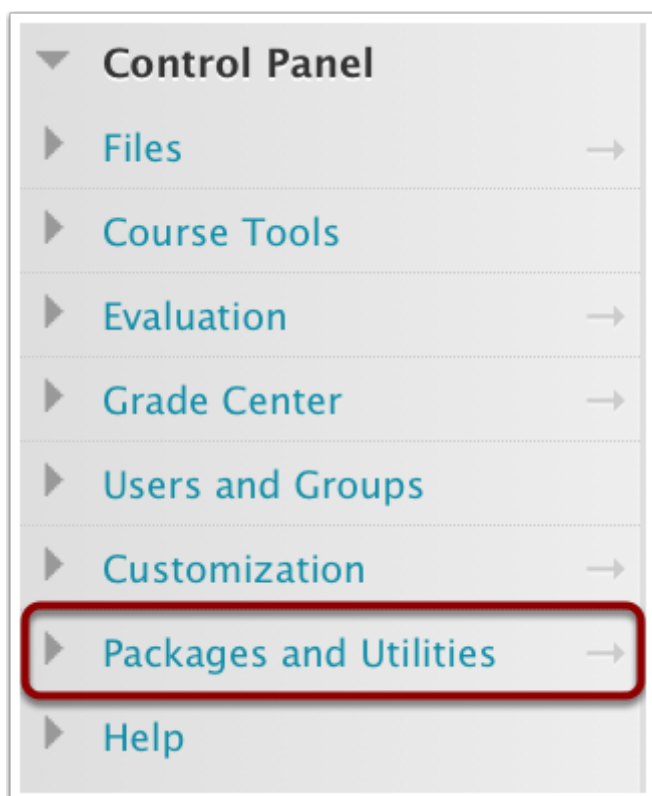 Control Panel
Files
Course Tools
Evaluation
Grade Center
Users and Groups
Customization
Packages and Utilities
Help